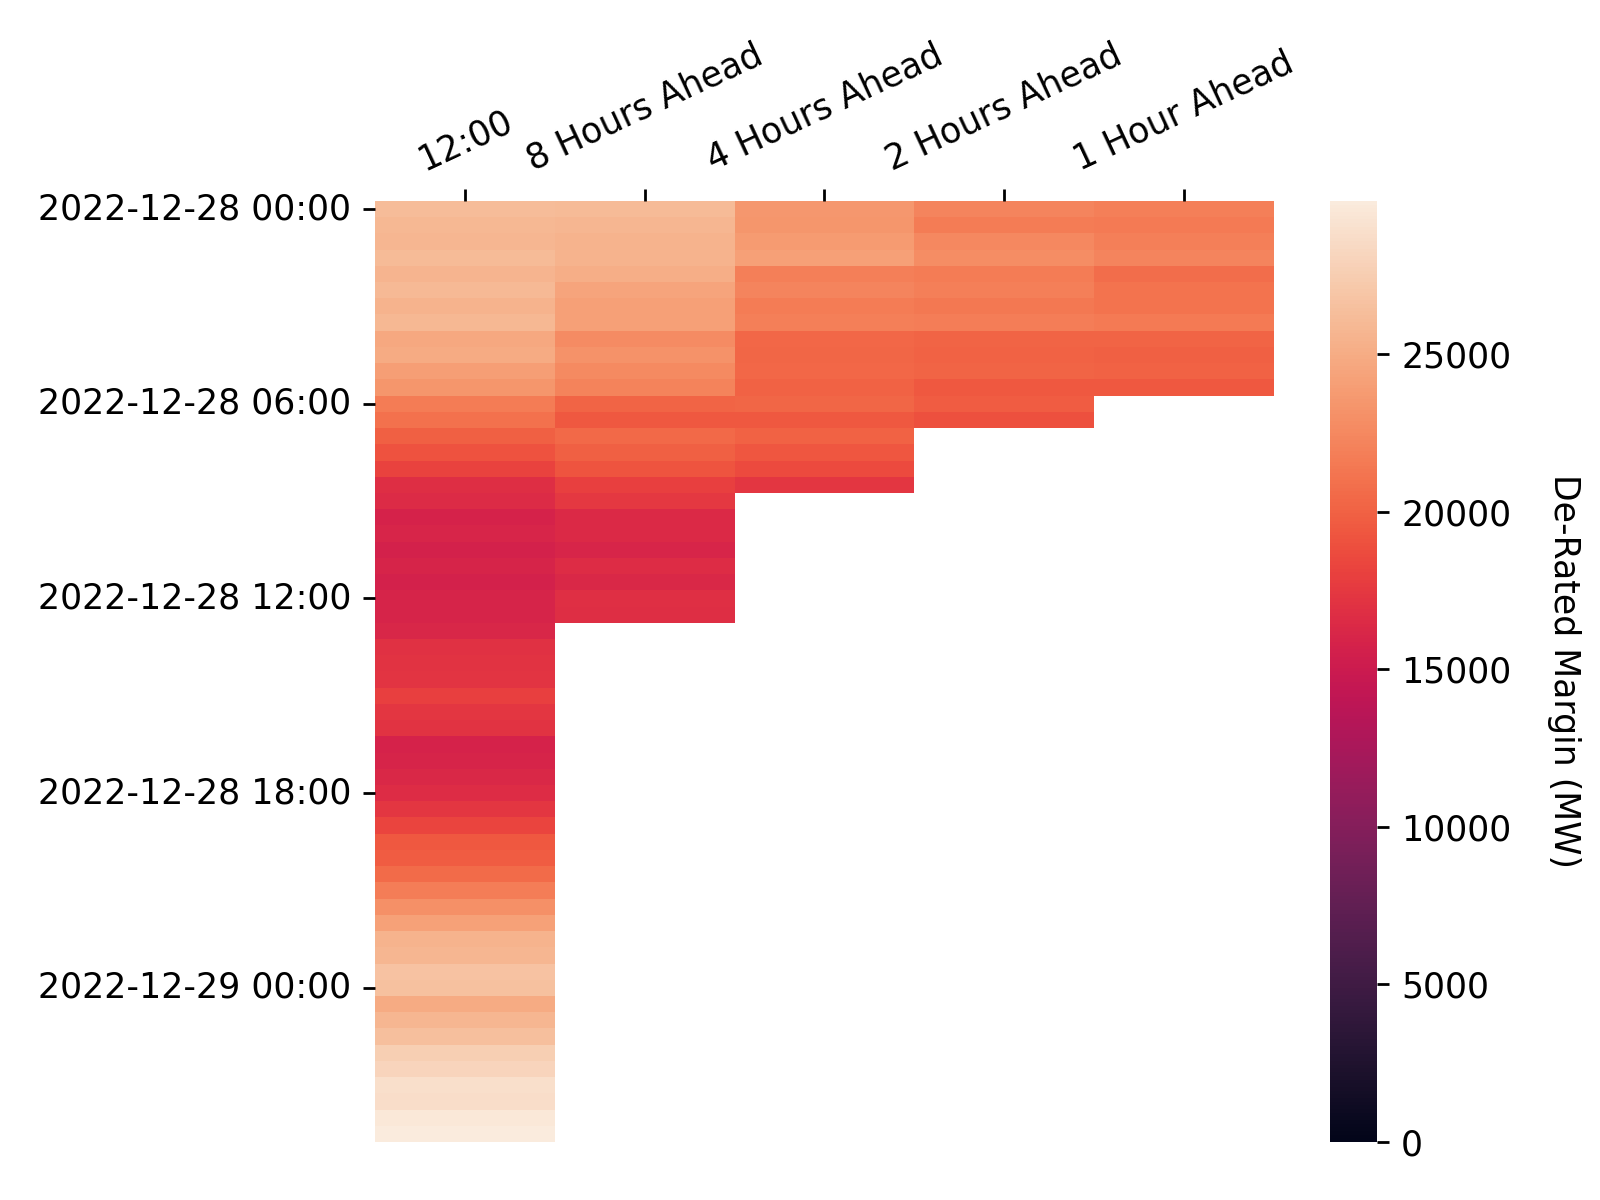 12:00
8 Hours Ahead
4 Hours Ahead
2 Hours Ahead
1 Hour Ahead
2022-12-28 00:00
2022-12-28 06:00
2022-12-28 12:00
2022-12-28 18:00
2022-12-29 00:00
25000
20000
15000
10000
5000
0
De-Rated Margin (MW)